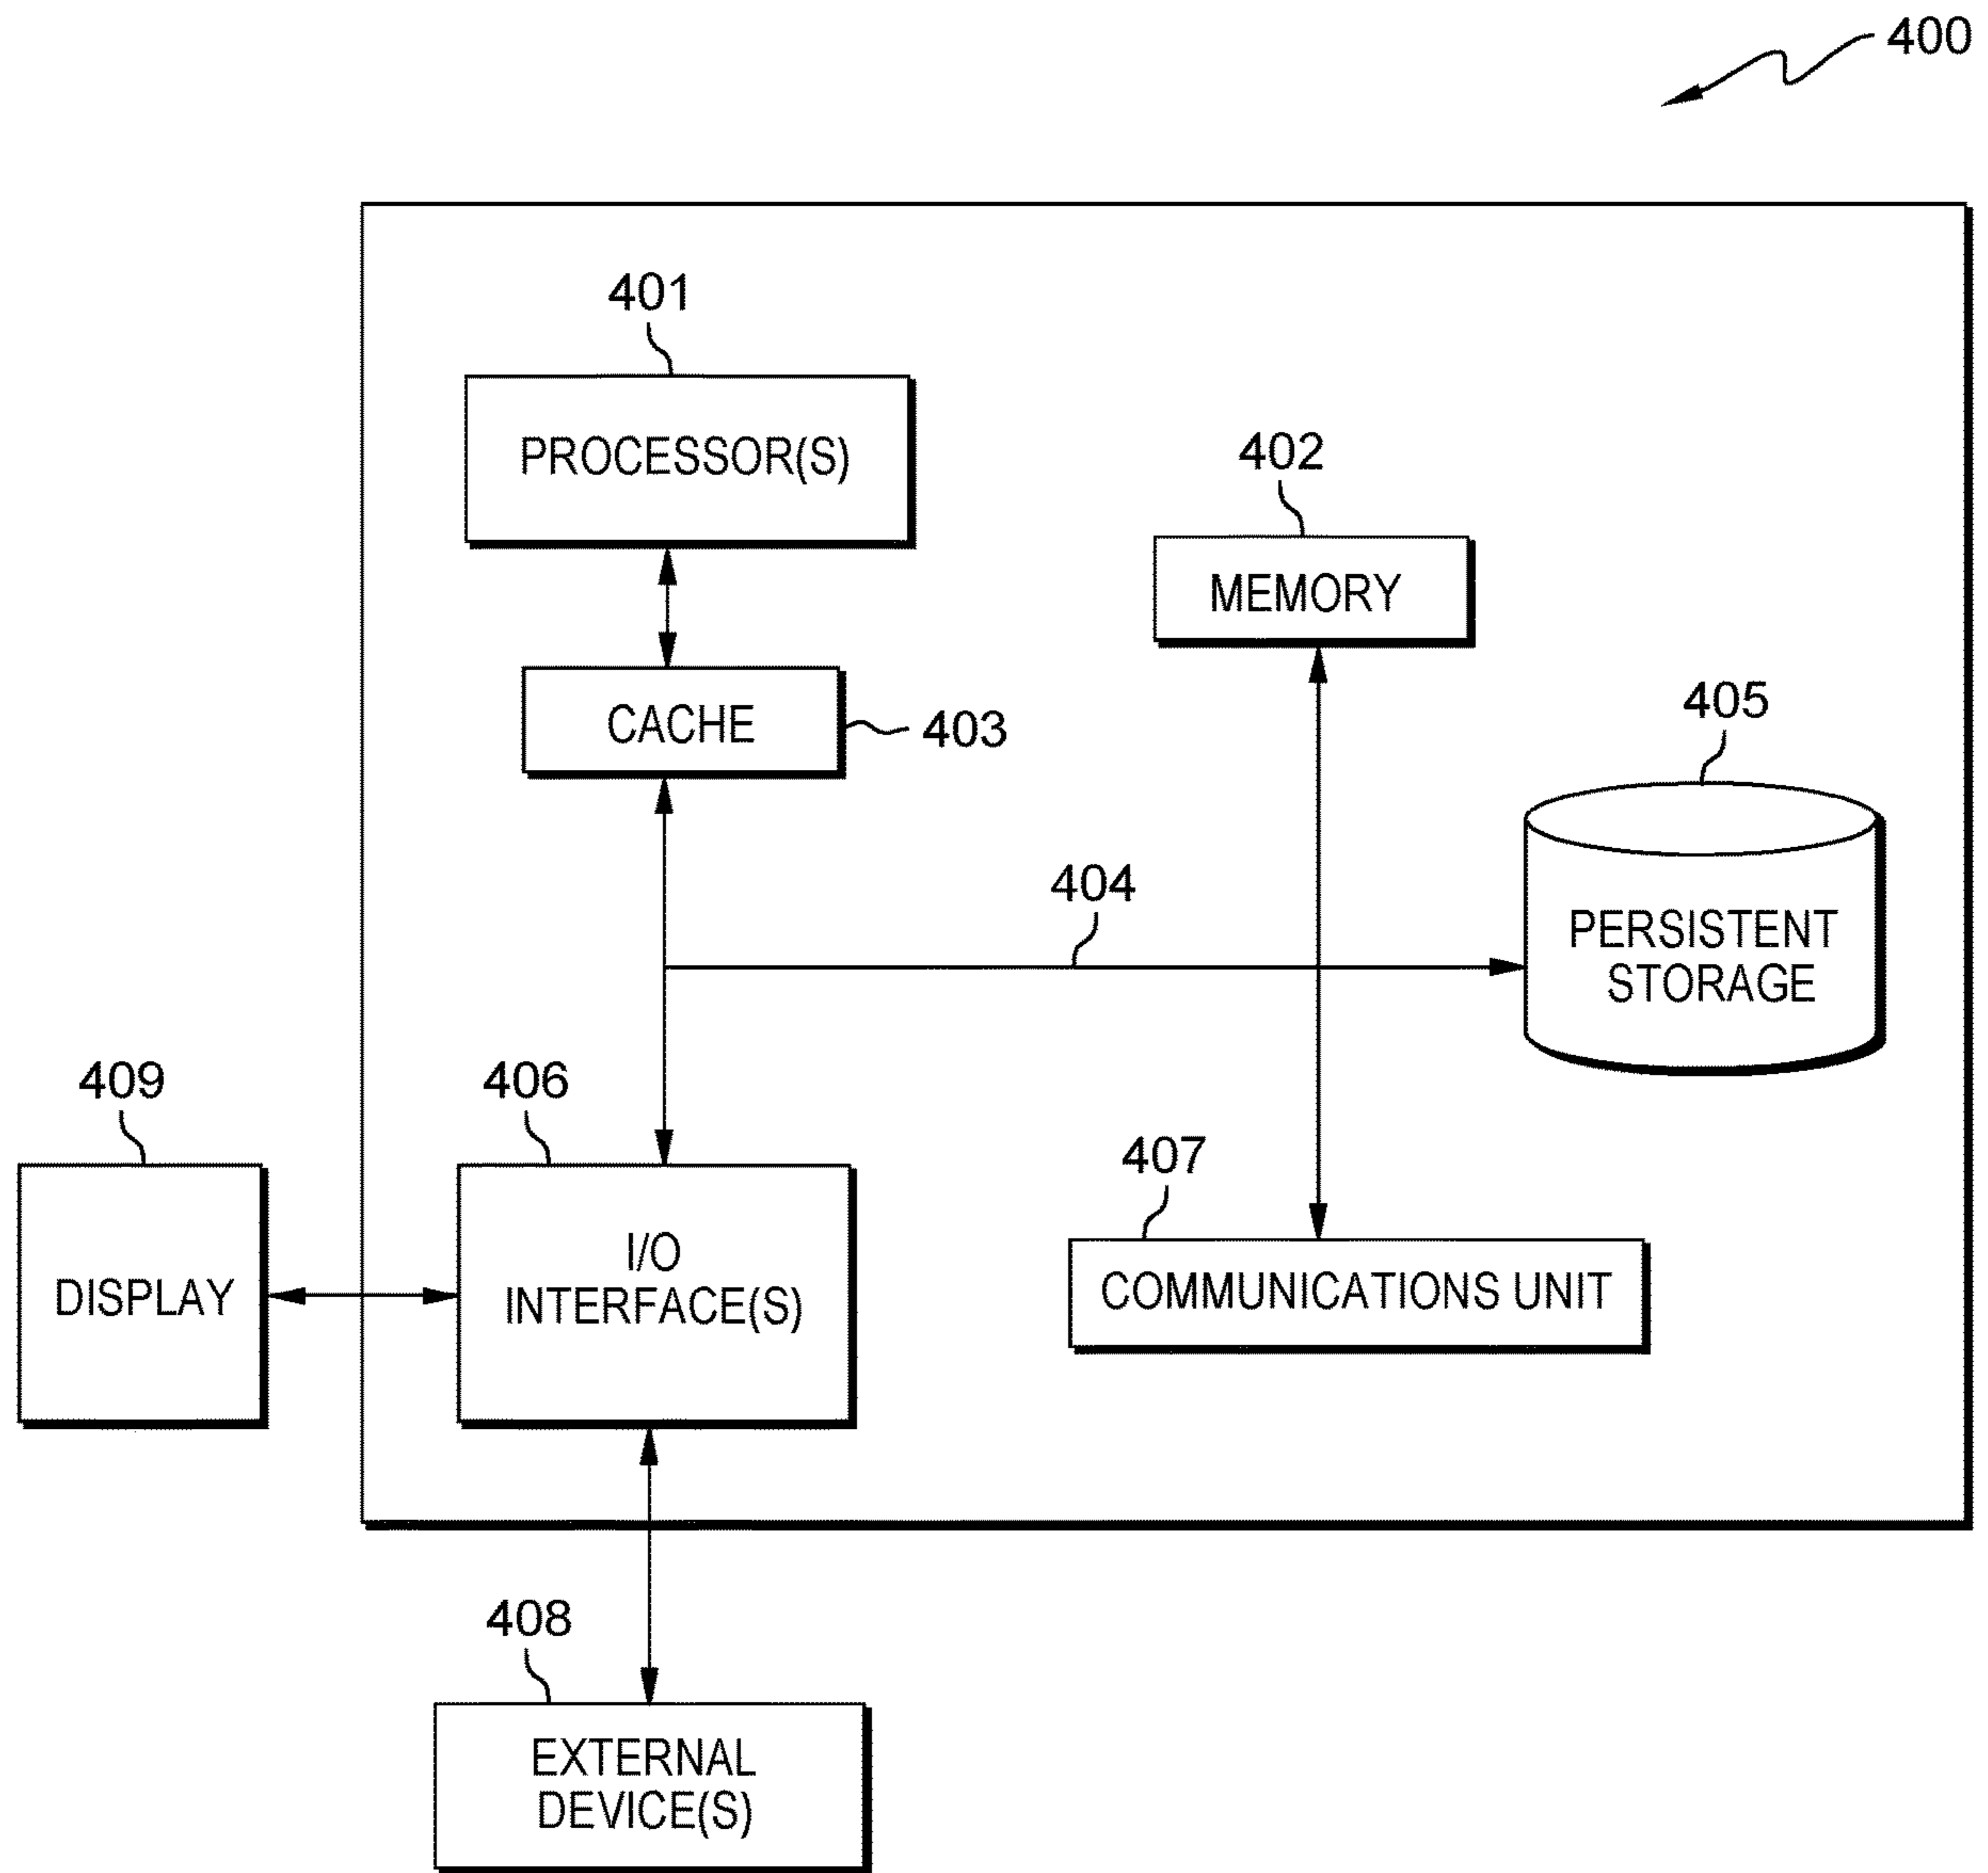 400
401
PROCESSOR(S)
402
MEMORY
CACHE
403
405
404
PERSISTENT
STORAGE
409
406
407
DISPLAY
I/O
INTERFACE(S)
COMMUNICATIONS UNIT
408
EXTERNAL
DEVICE(S)